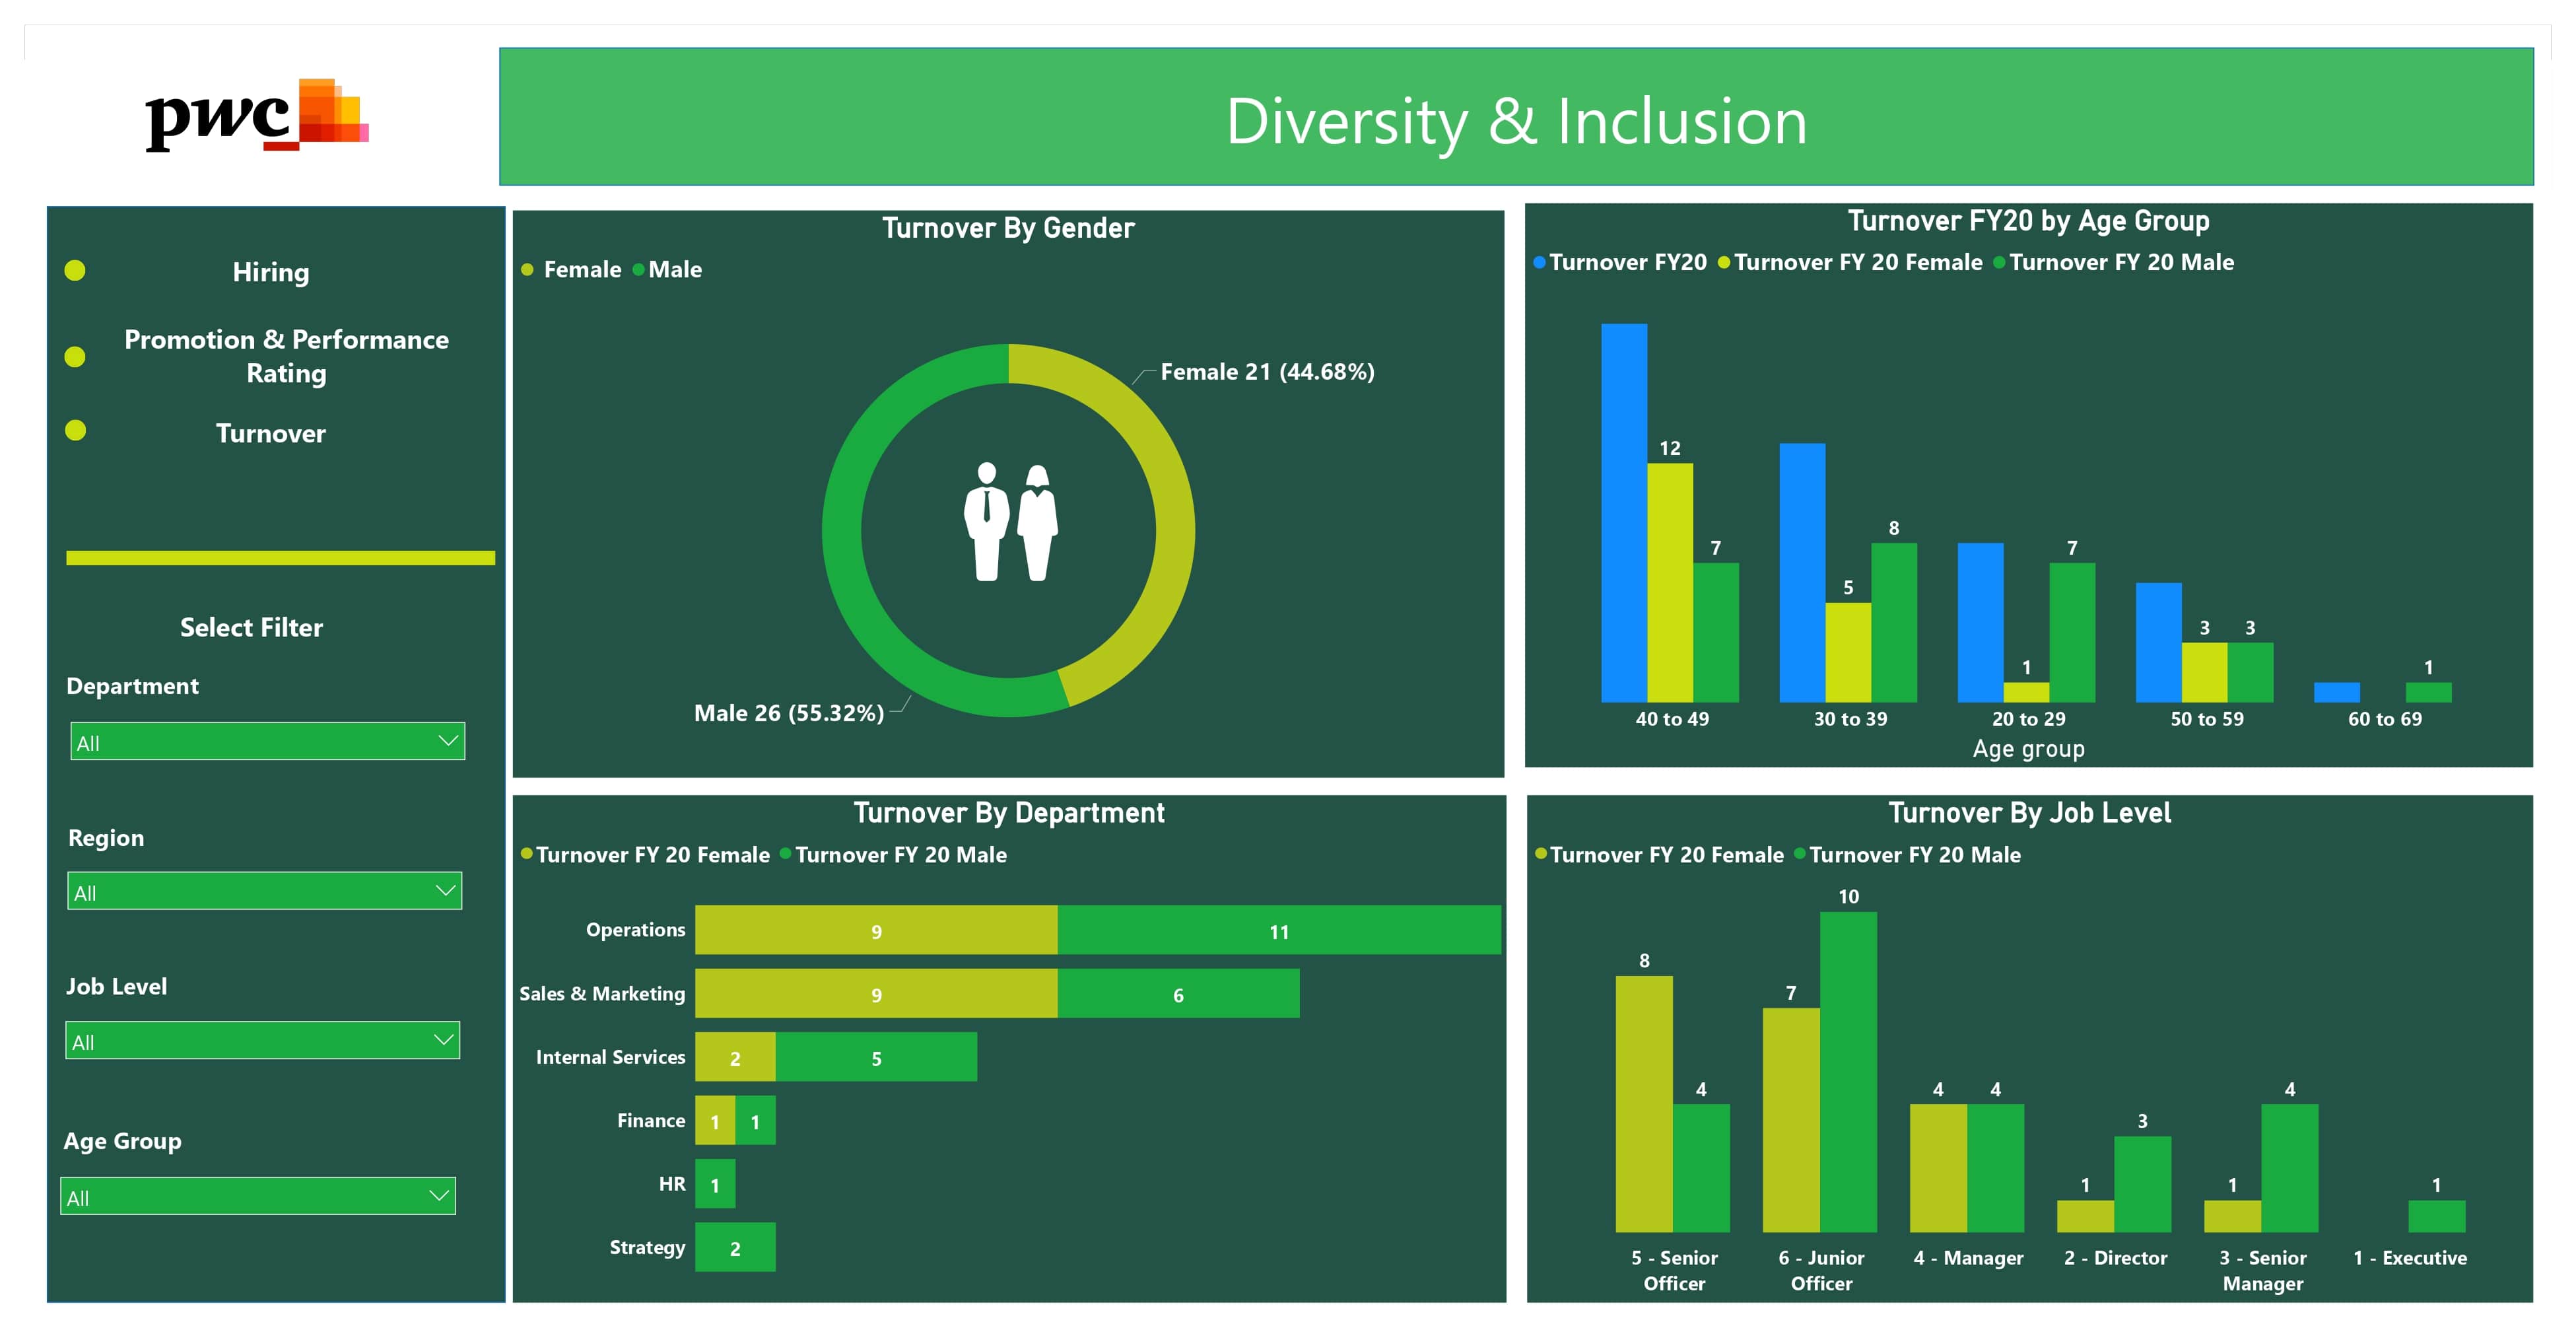 pwc
Diversity & Inclusion
Hiring
Promotion & Performance
Rating
Turnover
Select Filter
Department
All
Region
All
Job Level
All
Age Group
All
Turnover By Gender
Female Male
Female 21 (44.68%)
Male 26 (55.32%)
Turnover FY20 by Age Group
Turnover FY20 Turnover FY 20 Female Turnover FY 20 Male
12
7
5
8
1
7
3
3
1
40 to 49 30 to 39 20 to 29 50 to 59 60 to 69
Age group
Turnover By Department
Turnover FY 20 Female Turnover FY 20 Male
Operations 9 11
Sales & Marketing 9 6
Internal Services 2 5
Finance 1 1
HR 1
Strategy 2
Turnover By Job Level
Turnover FY 20 Female Turnover FY 20 Male
8
4
7
10
4
4
1
3
1
4
1
5 - Senior
Officer
6 - Junior
Officer
4 - Manager
2 - Director
3 - Senior
Manager
1 - Executive